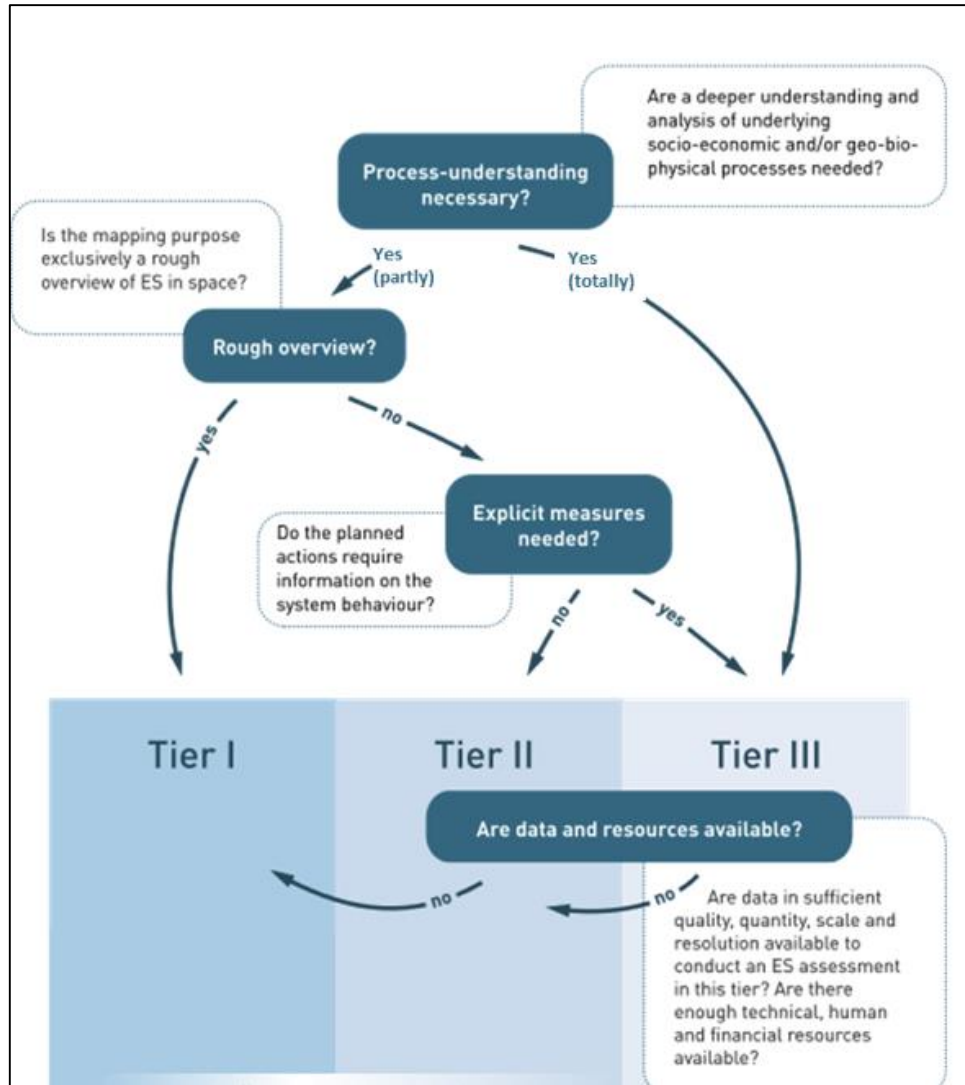 Are a deeper understanding and
analysis of underlying
socio-economic and/or geo-bio-
physical processes needed?
Process-understanding
necessary?
Is the mapping purpose
exclusively a rough
overview of ES in space?
Yes
(partly)
Yes
(totally)
Rough overview?
yes
no
Explicit measures
needed?
Do the planned
actions require
information on the
system behaviour?
no
yes
Tier I
Tier II
Tier III
Are data and resources available?
no
no
Are data in sufficient
quality, quantity, scale and
resolution available to
conduct an ES assessment
in this tier? Are there
enough technical, human
and financial resources
available?